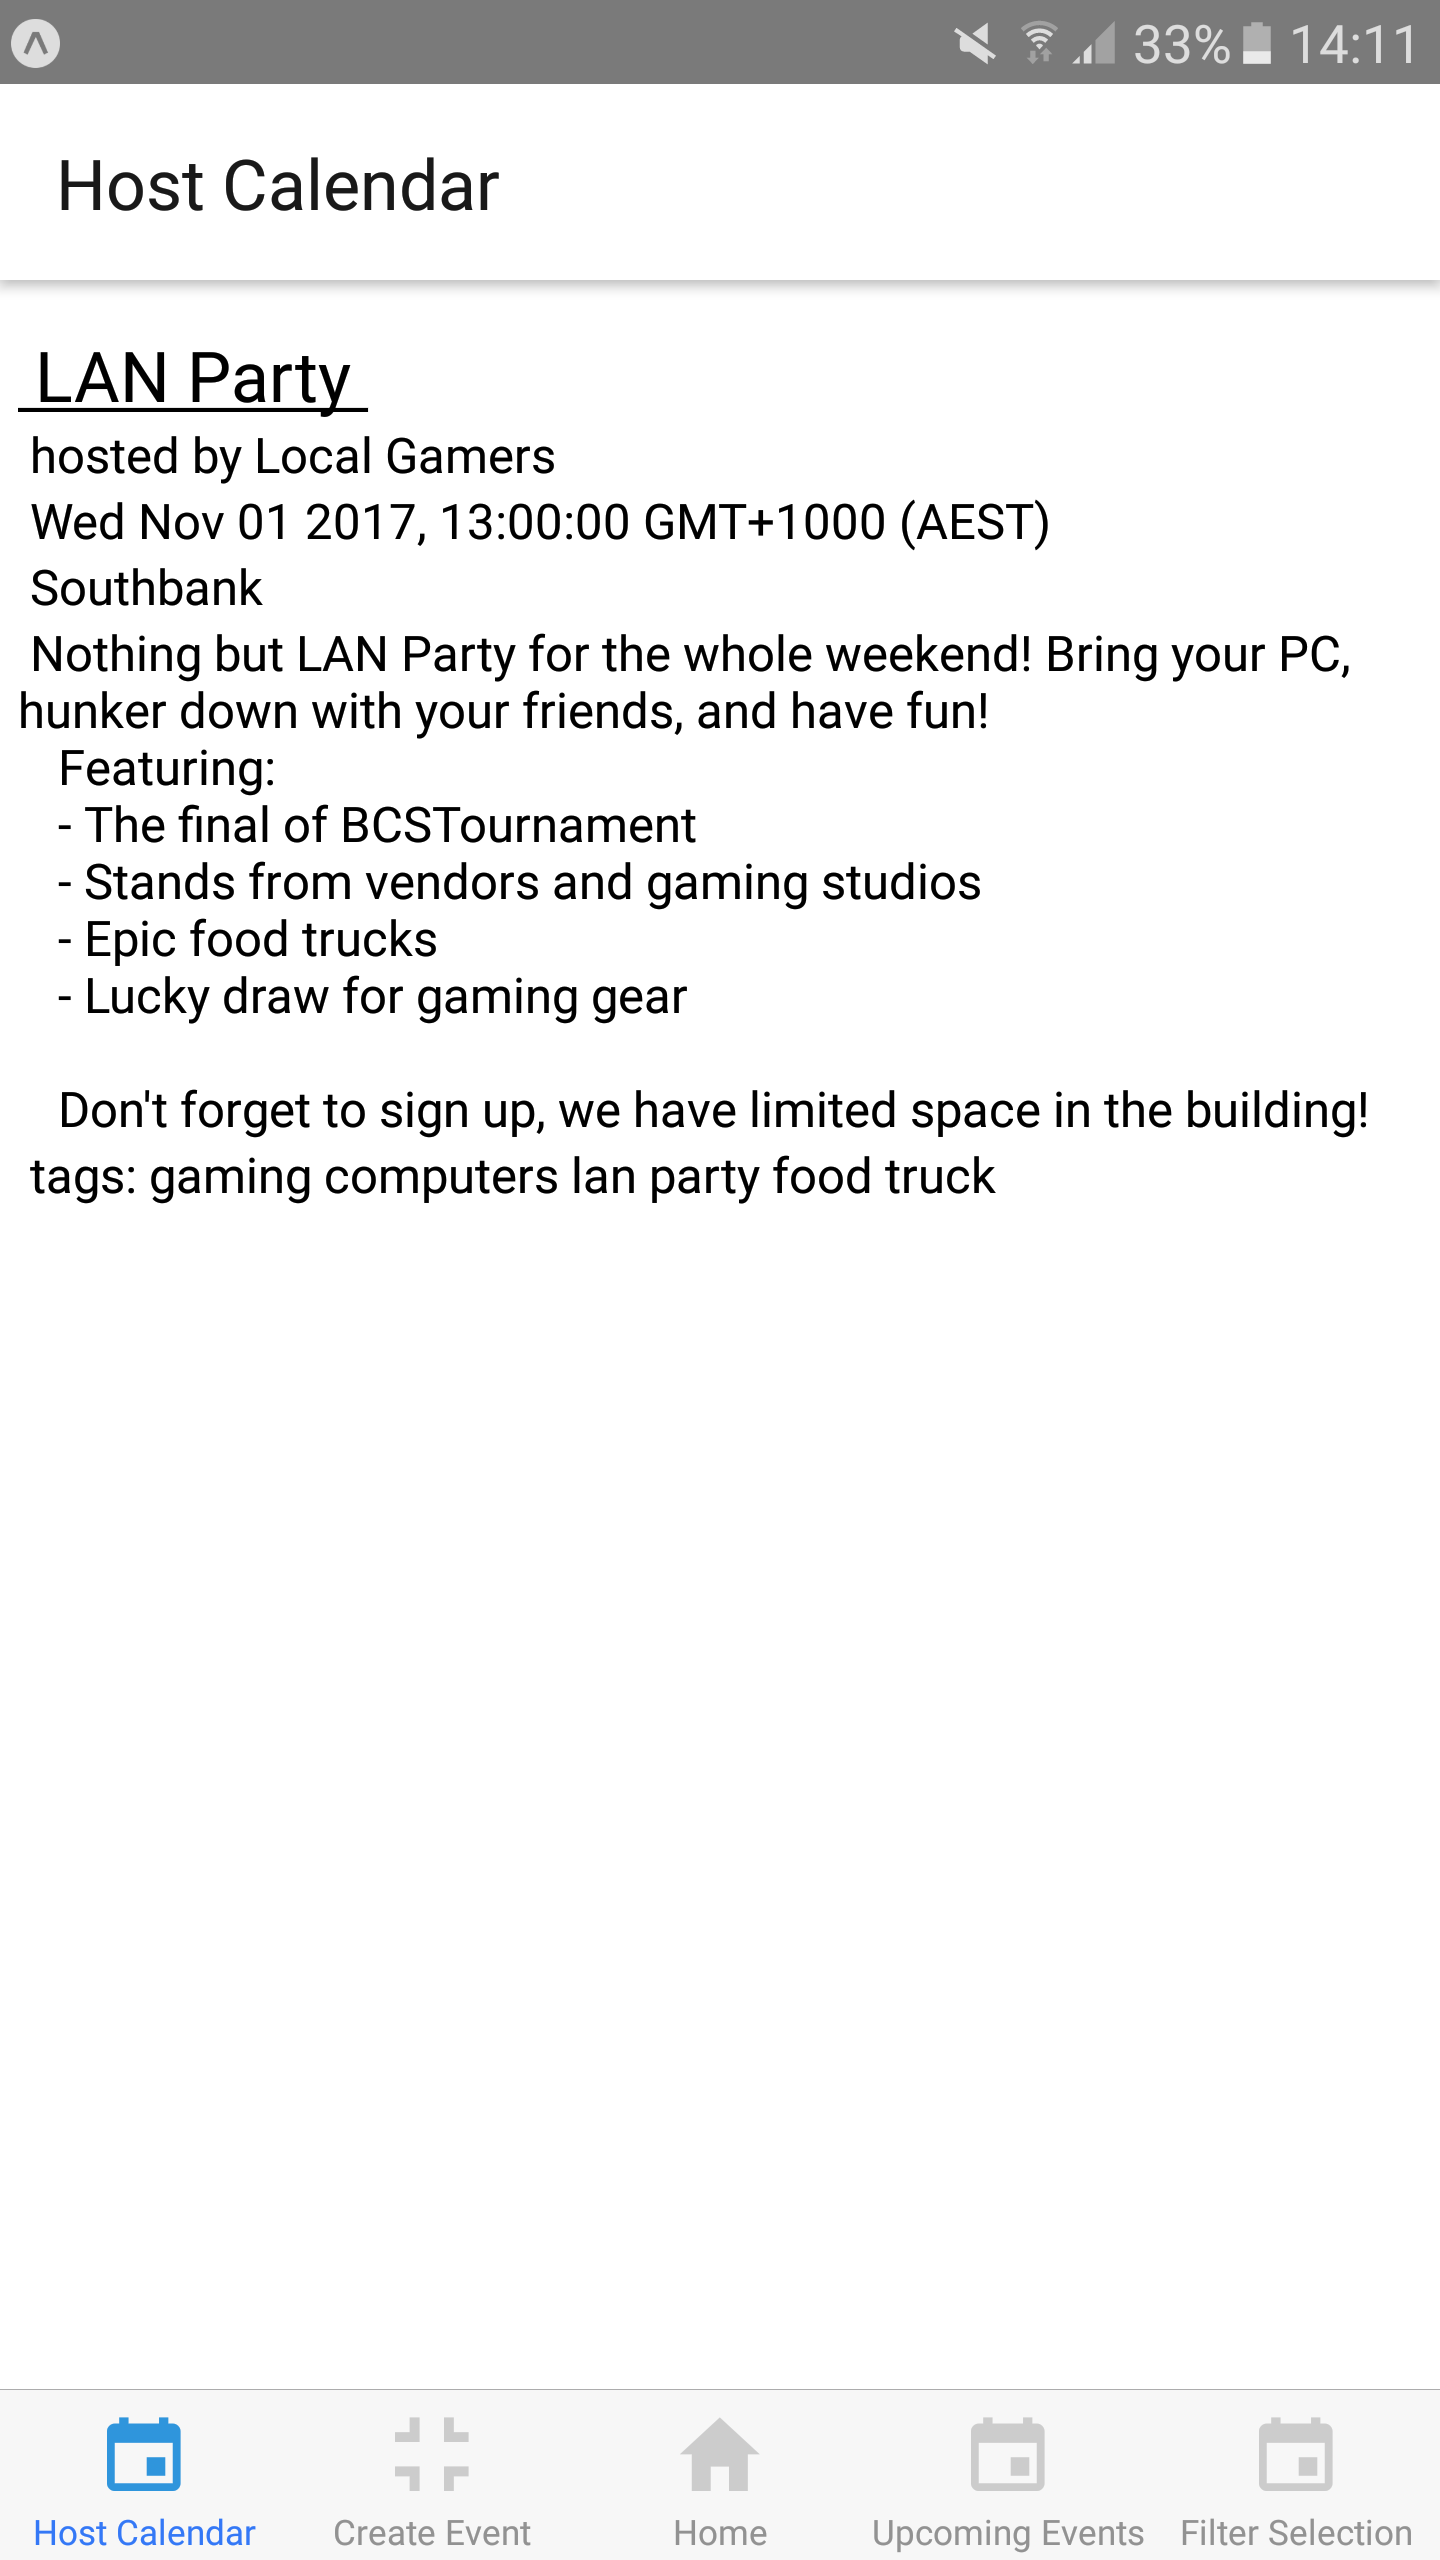 33% 14:11
Host Calendar
LAN Party
hosted by Local Gamers
Wed Nov 01 2017, 13:00:00 GMT+1000 (AEST)
Southbank
Nothing but LAN Party for the whole weekend! Bring your PC,
hunker down with your friends, and have fun!
Featuring:
- The final of BCSTournament
- Stands from vendors and gaming studios
- Epic food trucks
- Lucky draw for gaming gear
Don't forget to sign up, we have limited space in the building!
tags: gaming computers lan party food truck
Host Calendar Create Event Home Upcoming Events Filter Selection